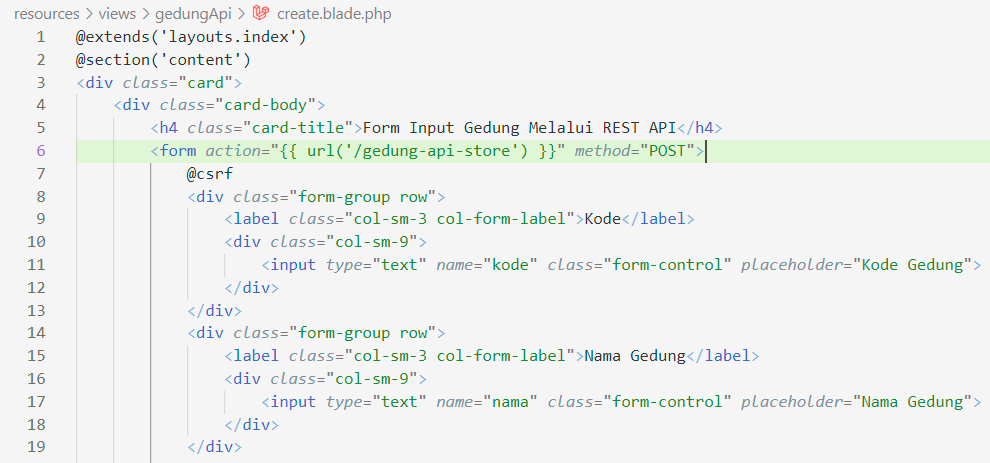 resources > views > gedungApi > create.blade.php
1 @extends('layouts.index')
2 @section('content')
3 <div class="card">
4 <div class="card-body">
5 <h4 class="card-title">Form Input Gedung Melalui REST API</h4>
6 <form action="{{ url('/gedung-api-store') }}" method="POST">
7 @csrf
8 <div class="form-group row">
9 <label class="col-sm-3 col-form-label">Kode</label>
10 <div class="col-sm-9">
11 <input type="text" name="kode" class="form-control" placeholder="Kode Gedung">
12 </div>
13 </div>
14 <div class="form-group row">
15 <label class="col-sm-3 col-form-label">Nama Gedung</label>
16 <div class="col-sm-9">
17 <input type="text" name="nama" class="form-control" placeholder="Nama Gedung">
18 </div>
19 </div>